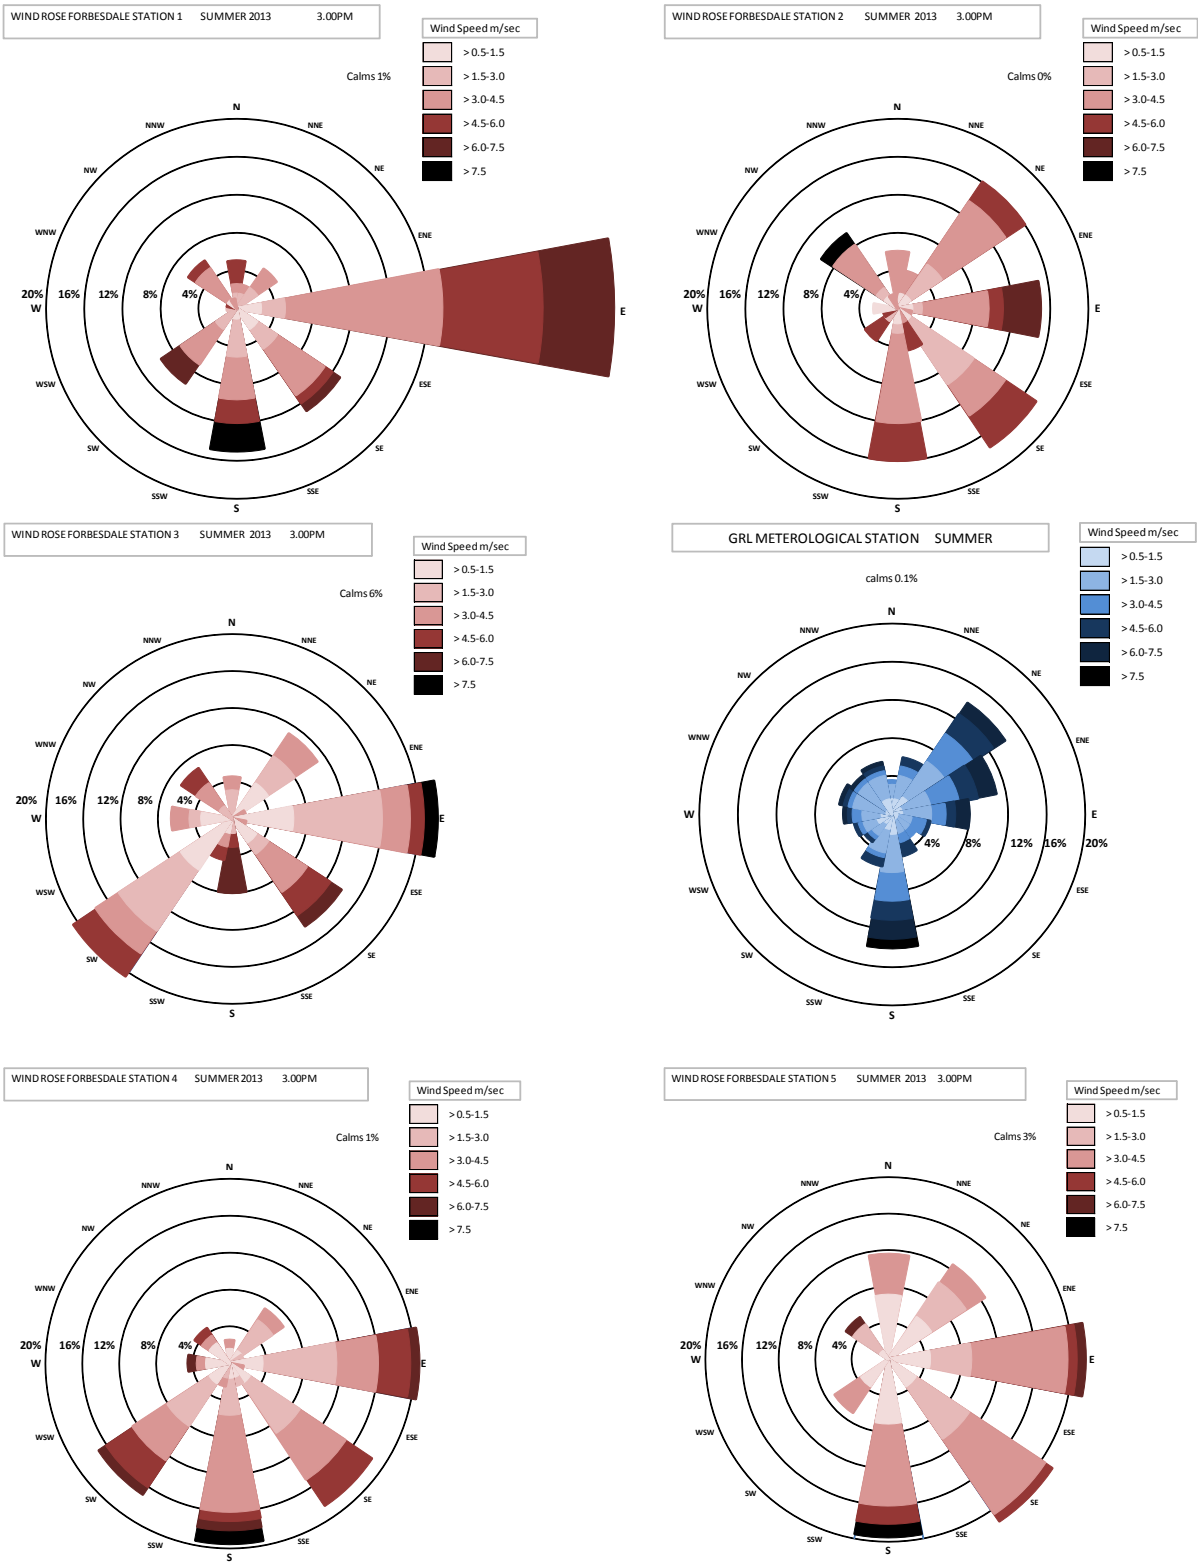 WIND ROSE FORBESDALE STATION 1 SUMMER 2013 3.00PM
Wind Speed m/sec
> 0.5-1.5
> 1.5-3.0
> 3.0-4.5
> 4.5-6.0
> 6.0-7.5
> 7.5
Calms 1%
N
NNW
NNE
NW
NE
WNW
ENE
20% 16% 12% 8% 4%
W
E
WSW
ESE
SW
SE
SSW
SSE
S
WIND ROSE FORBESDALE STATION 2 SUMMER 2013 3.00PM
Wind Speed m/sec
> 0.5-1.5
> 1.5-3.0
> 3.0-4.5
> 4.5-6.0
> 6.0-7.5
> 7.5
Calms 0%
N
NNW
NNE
NW
NE
WNW
ENE
20% 16% 12% 8% 4%
W
E
WSW
ESE
SW
SE
SSW
SSE
S
WIND ROSE FORBESDALE STATION 3 SUMMER 2013 3.00PM
Wind Speed m/sec
> 0.5-1.5
> 1.5-3.0
> 3.0-4.5
> 4.5-6.0
> 6.0-7.5
> 7.5
Calms 6%
N
NNW
NNE
NW
NE
WNW
ENE
20% 16% 12% 8% 4%
W
E
WSW
ESE
SW
SE
SSW
SSE
S
GRL METEROLOGICAL STATION SUMMER
Wind Speed m/sec
> 0.5-1.5
> 1.5-3.0
> 3.0-4.5
> 4.5-6.0
> 6.0-7.5
> 7.5
calms 0.1%
N
NNW
NNE
NW
NE
WNW
ENE
W
E
4% 8% 12% 16% 20%
WSW
ESE
SW
SE
SSW
SSE
S
WIND ROSE FORBESDALE STATION 4 SUMMER 2013 3.00PM
Wind Speed m/sec
> 0.5-1.5
> 1.5-3.0
> 3.0-4.5
> 4.5-6.0
> 6.0-7.5
> 7.5
Calms 1%
N
NNW
NNE
NW
NE
WNW
ENE
20% 16% 12% 8% 4%
W
E
WSW
ESE
SW
SE
SSW
SSE
S
WIND ROSE FORBESDALE STATION 5 SUMMER 2013 3.00PM
Wind Speed m/sec
> 0.5-1.5
> 1.5-3.0
> 3.0-4.5
> 4.5-6.0
> 6.0-7.5
> 7.5
Calms 3%
N
NNW
NNE
NW
NE
WNW
ENE
20% 16% 12% 8% 4%
W
E
WSW
ESE
SW
SE
SSW
SSE
S